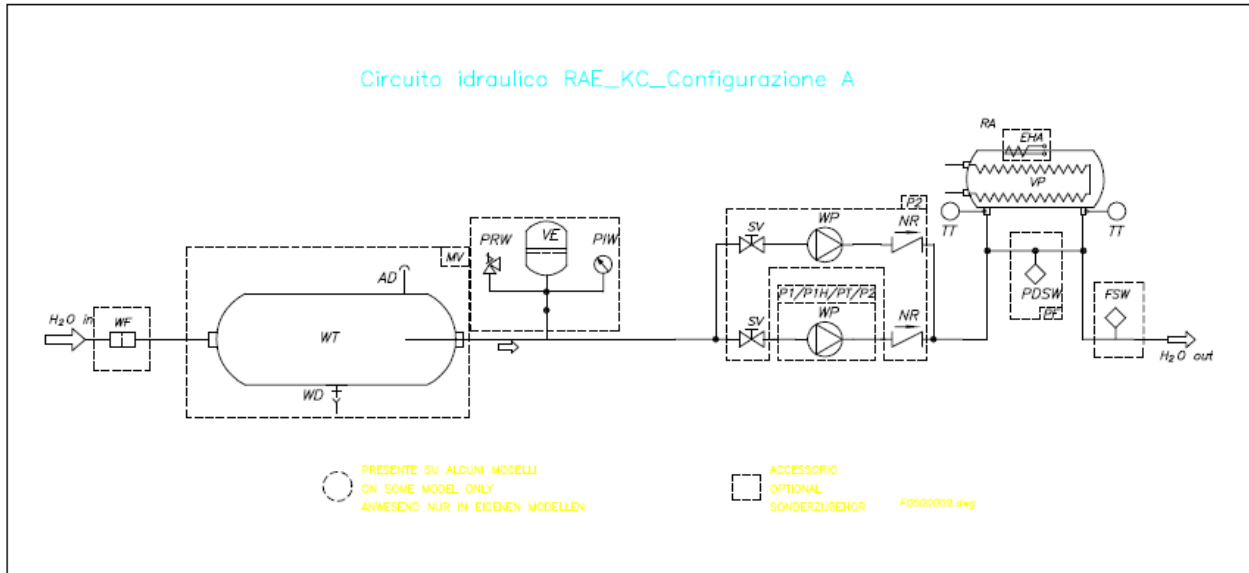 Circuito idraulico RAE_KC_Configurazione A
RA
EHA
VP
TT
TT
P2
SV
WP
NR
PRW
VE
PIW
MV
AD
P1/P1H/PT/P2
PDSW
PF
FSW
H2O in
WF
WT
SV
WP
NR
H2O out
WD
PRESENTE SU ALCUNI MODELLI
ON SOME MODEL ONLY
ANWESEND NUR IN EIGENEN MODELLEN
ACCESSORIO
OPTIONAL
SONDERZUBEHOR